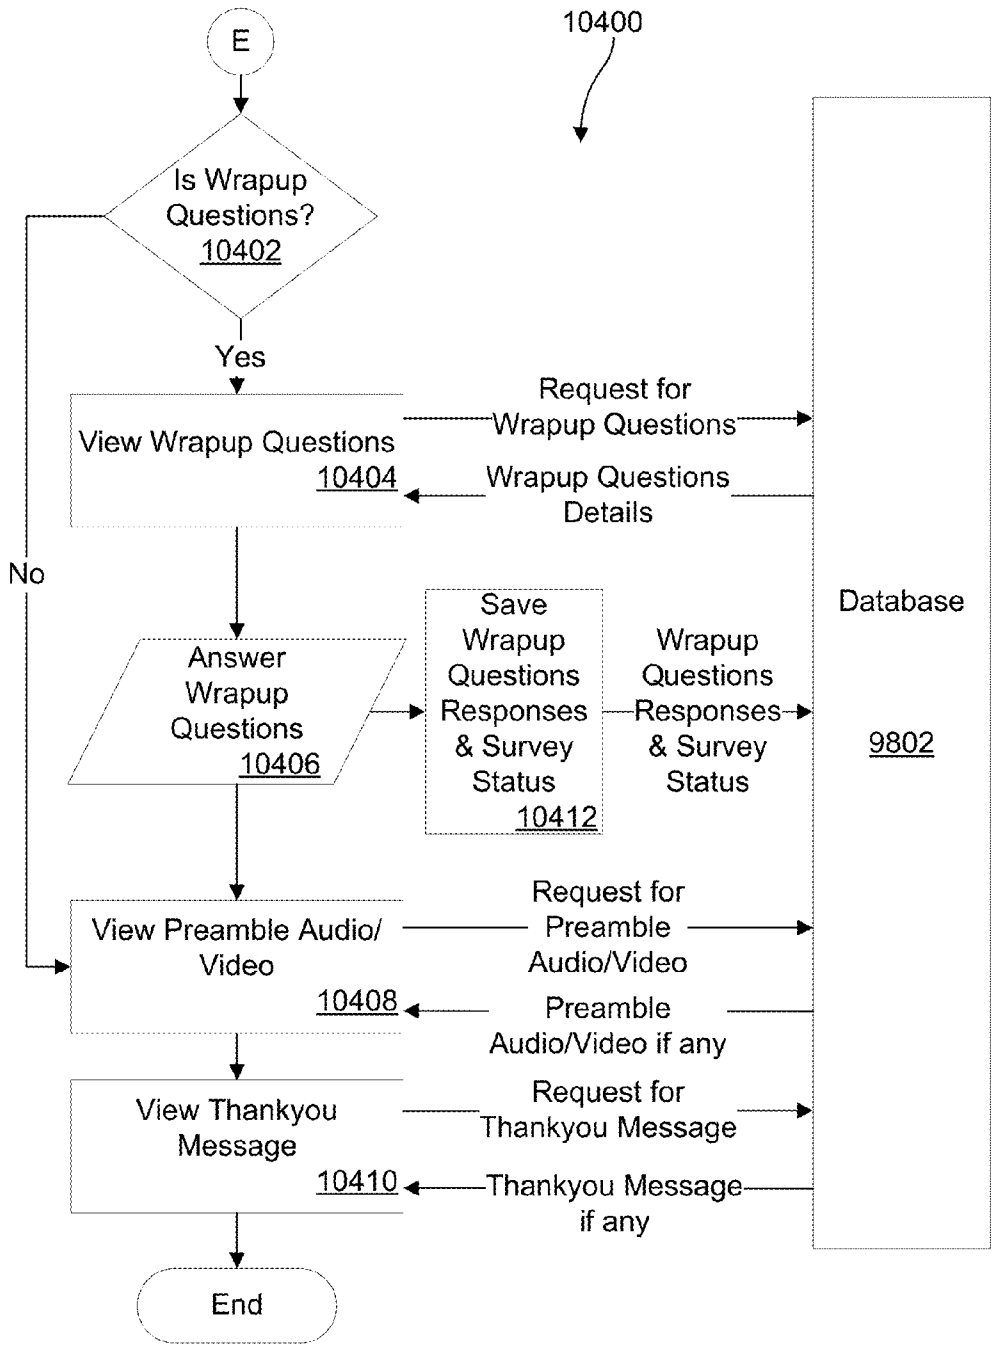 E
10400
Is Wrapup
Questions?
10402
Yes
Request for
Wrapup Questions
View Wrapup Questions
10404
Wrapup Questions
Details
No
Database
9802
Answer
Wrapup
Questions
10406
Save
Wrapup
Questions
Responses
& Survey
Status
10412
Wrapup
Questions
Responses
& Survey
Status
View Preamble Audio/
Video
10408
Request for
Preamble
Audio/Video
Preamble
Audio/Video if any
View Thankyou
Message
10410
Request for
Thankyou Message
Thankyou Message
if any
End